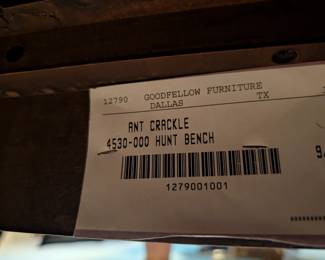 12790 GOODFELLOW FURNITURE
DALLAS TX
ANT CRACKLE
4530-000 HUNT BENCH
1279001001